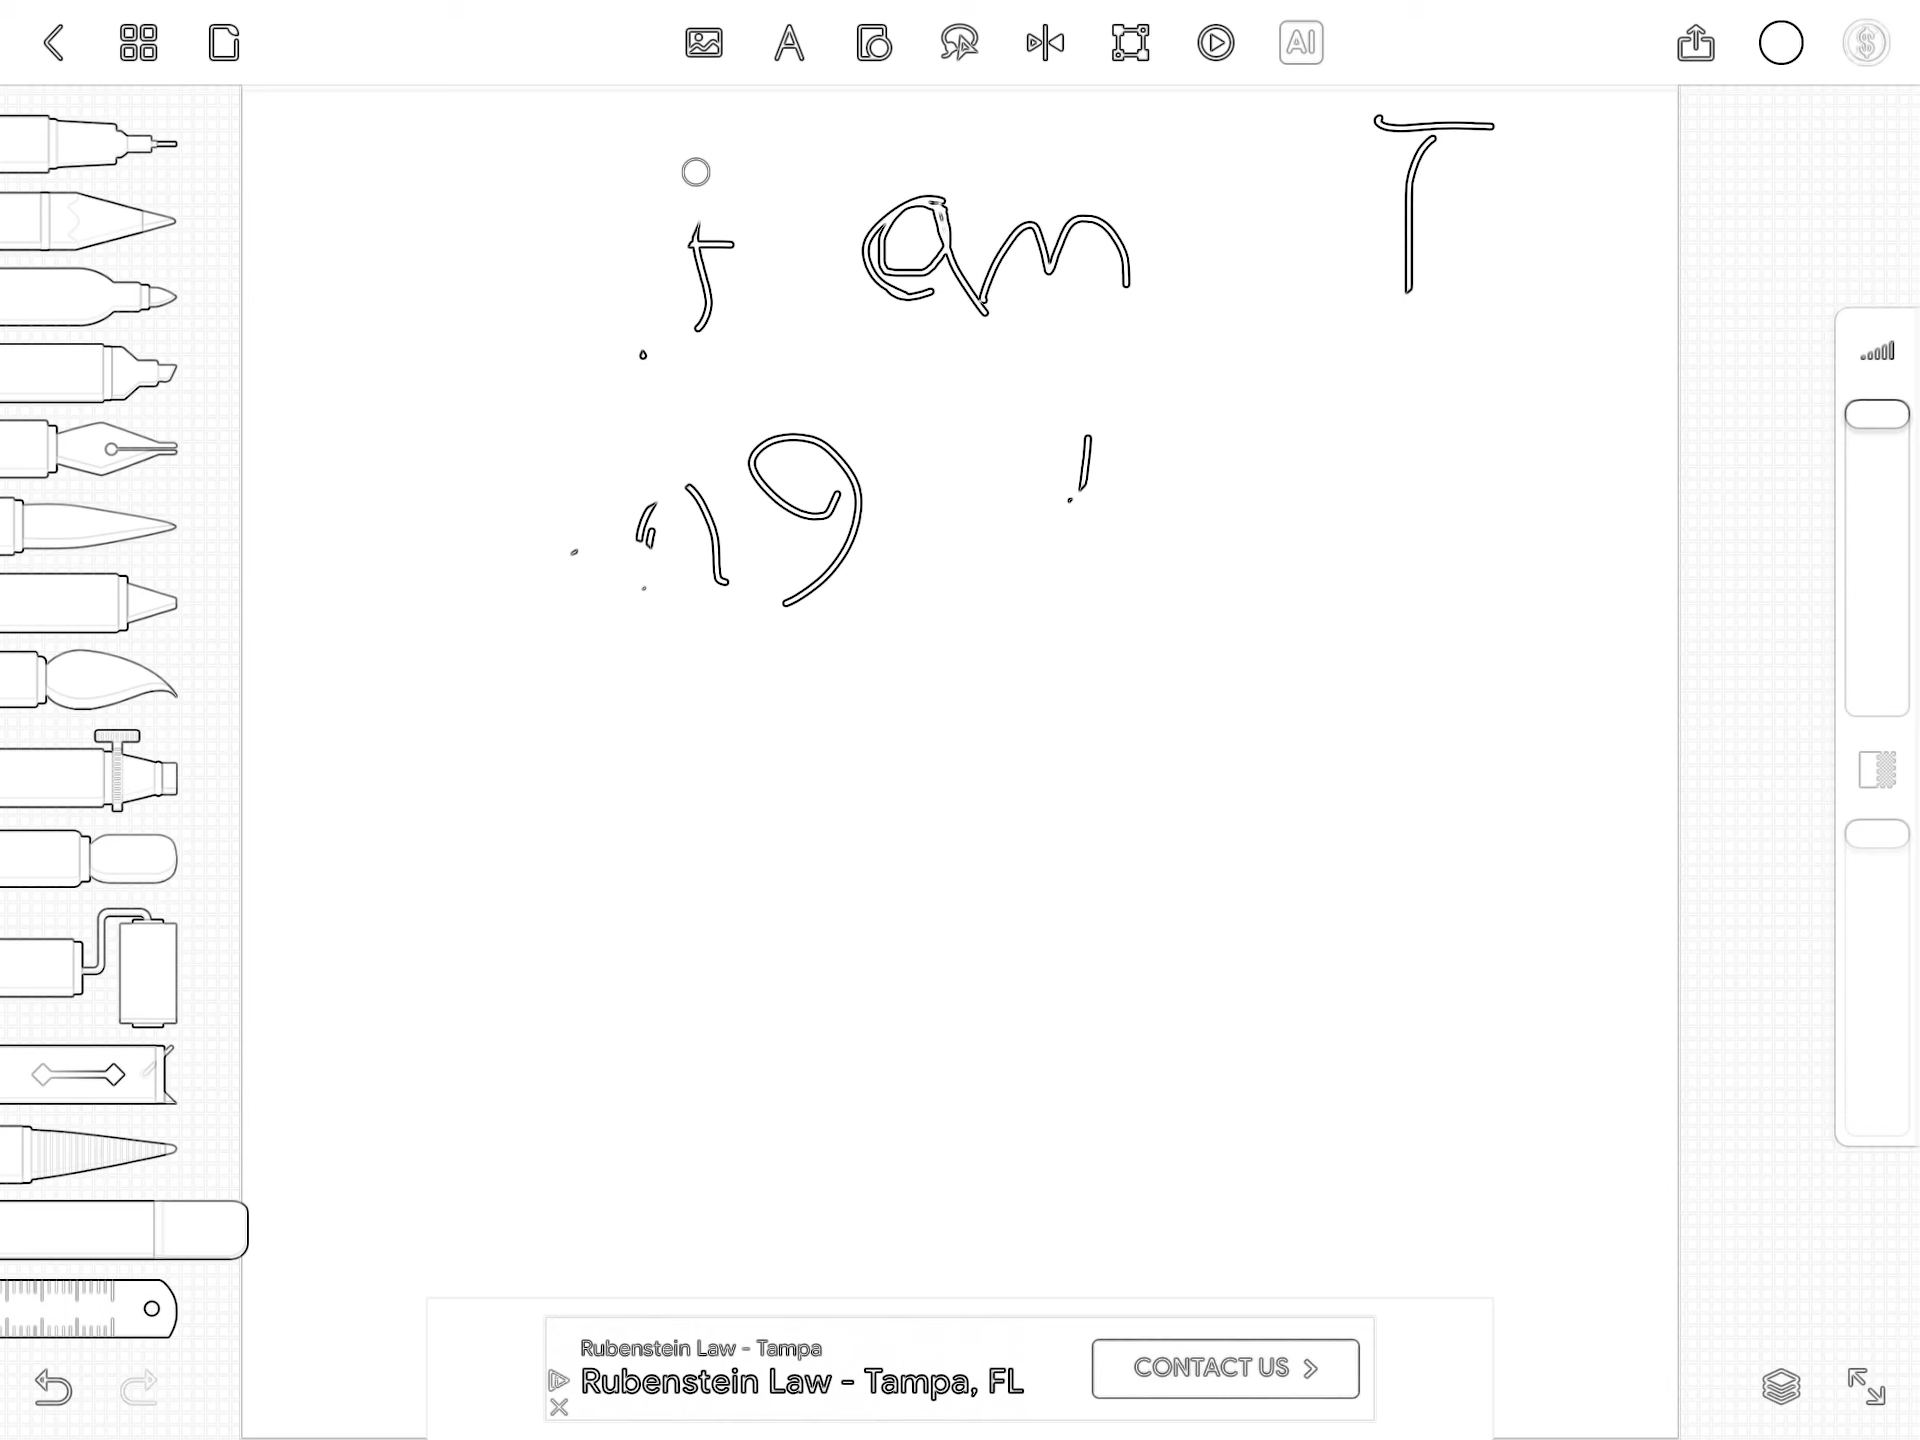 AI
I am T
19 !
Rubenstein Law - Tampa
Rubenstein Law - Tampa, FL
CONTACT US